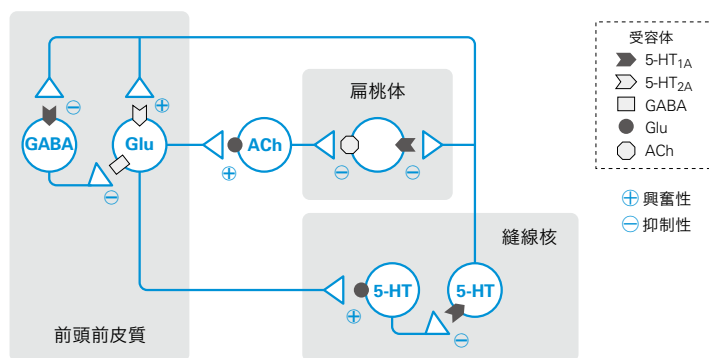 GABA
Glu
ACh
扁桃体
5-HT
5-HT
縫線核
前頭前皮質
受容体
5-HT1A
5-HT2A
GABA
Glu
ACh
興奮性
抑制性